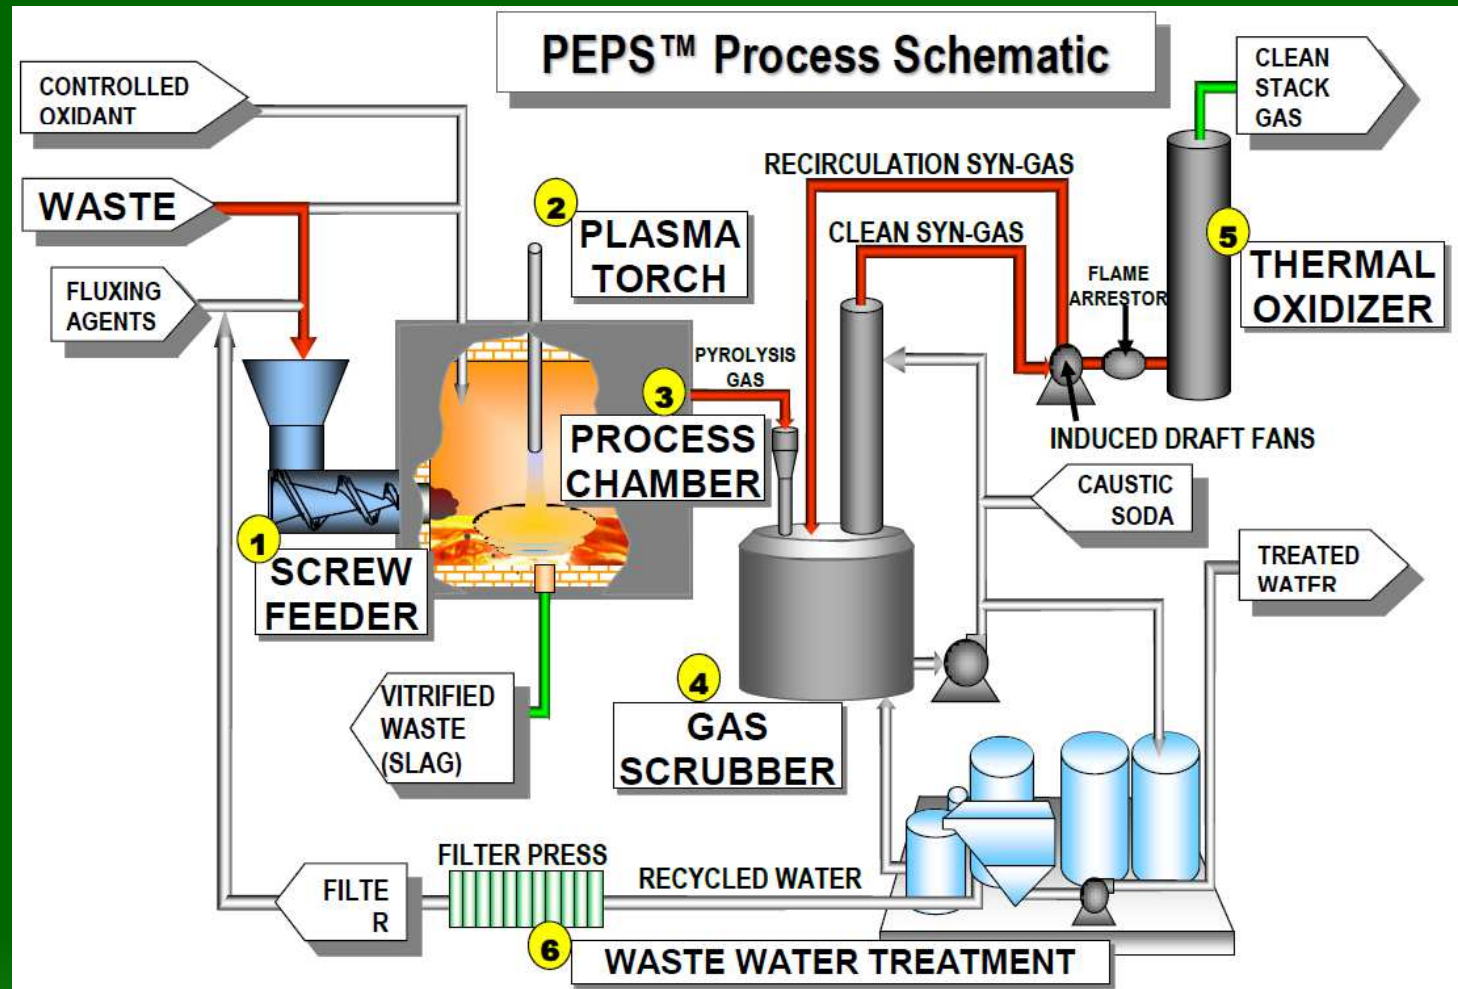 PEPS™ Process Schematic
CONTROLLED
OXIDANT
WASTE
FLUXING
AGENTS
1
SCREW
FEEDER
2
PLASMA
TORCH
3
PROCESS
CHAMBER
PYROLYSIS
GAS
VITRIFIED
WASTE
(SLAG)
4
GAS
SCRUBBER
RECIRCULATION SYN-GAS
CLEAN SYN-GAS
FLAME
ARRESTOR
INDUCED DRAFT FANS
5
THERMAL
OXIDIZER
CLEAN
STACK
GAS
CAUSTIC
SODA
TREATED
WATER
FILTER PRESS
RECYCLED WATER
FILTE
R
6
WASTE WATER TREATMENT